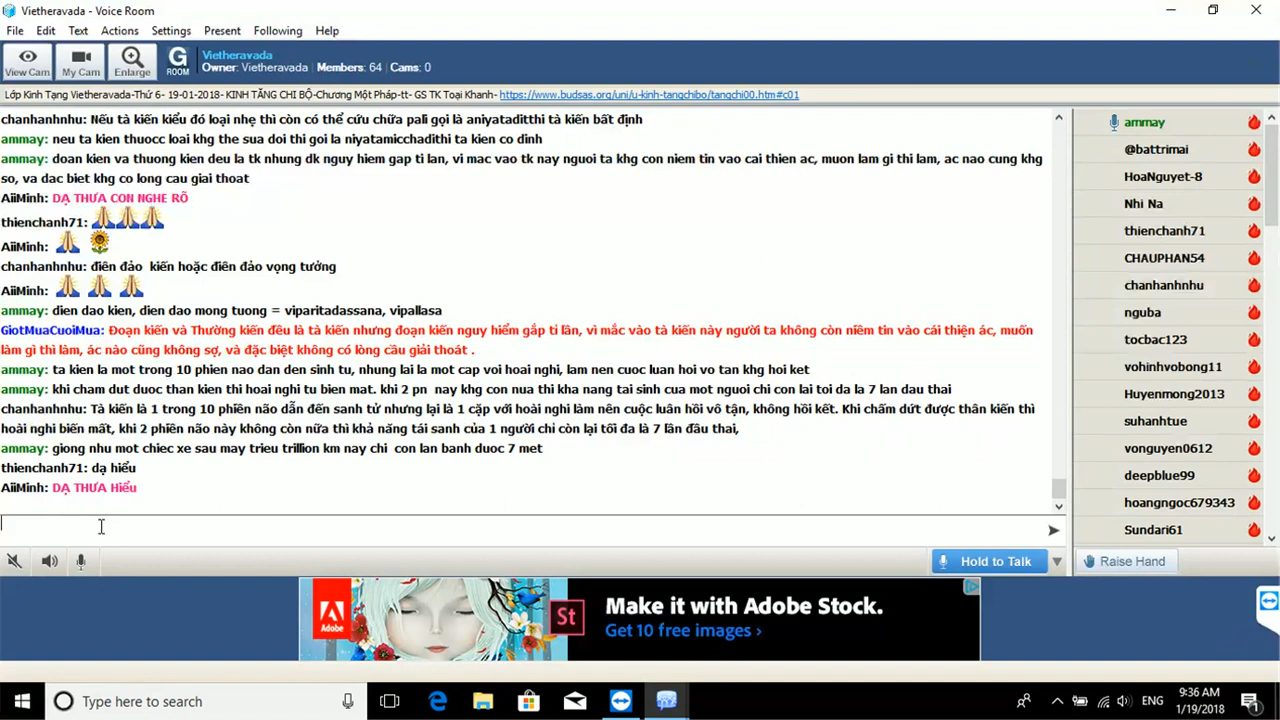 Vietheravada - Voice Room
File Edit Text Actions Settings Present Following Help
View Cam My Cam Enlarge G ROOM
Vietheravada
Owner: Vietheravada Members: 64 Cams: 0
Lớp Kinh Tạng Vietheravada-Thứ 6- 19-01-2018- KINH TĂNG CHI BỘ-Chương Một Pháp-tt- GS TK Toại Khanh- https://www.budsas.org/uni/u-kinh-tangchibo/tangchi00.htm#c01
chanhanhnhu: Nếu tà kiến kiểu đó loại nhẹ thì còn có thể cứu chữa pali gọi là aniyataditthi tà kiến bất định
ammay: neu ta kien thuocc loai khg the sua doi thi goi la niyatamicchadithi ta kien co dinh
ammay: doan kien va thuong kien deu la tk nhung dk nguy hiem gap ti lan, vi mac vao tk nay nguoi ta khg con niem tin vao cai thien ac, muon lam gi thi lam, ac nao cung khg
so, va dac biet khg co long cau giai thoat
AiiMinh: DẠ THƯA CON NGHE RÕ
thienchanh71:
AiiMinh:
chanhanhnhu: điên đảo kiến hoặc điên đảo vọng tưởng
AiiMinh:
ammay: dien dao kien, dien dao mong tuong = viparitadassana, vipallasa
GiotMuaCuoiMua: Đoạn kiến và Thường kiến đều là tà kiến nhưng đoạn kiến nguy hiểm gắp ti lần, vì mắc vào tà kiến này người ta không còn niềm tin vào cái thiện ác, muốn
làm gì thì làm, ác nào cũng không sợ, và đặc biệt không có lòng cầu giải thoát .
ammay: ta kien la mot trong 10 phien nao dan den sinh tu, nhung lai la mot cap voi hoai nghi, lam nen cuoc luan hoi vo tan khg hoi ket
ammay: khi cham dut duoc than kien thi hoai nghi tu bien mat. khi 2 pn nay khg con nua thi kha nang tai sinh cua mot nguoi chi con lai toi da la 7 lan dau thai
chanhanhnhu: Tà kiến là 1 trong 10 phiền não dẫn đến sanh tử nhưng lại là 1 cặp với hoài nghi làm nên cuộc luân hồi vô tận, không hồi kết. Khi chấm dứt được thân kiến thì
hoài nghi biến mất, khi 2 phiền não này không còn nữa thì khả năng tái sanh của 1 người chỉ còn lại tối đa là 7 lần đầu thai,
ammay: giong nhu mot chiec xe sau may trieu trillion km nay chi con lan banh duoc 7 met
thienchanh71: dạ hiểu
AiiMinh: DẠ THƯA Hiểu
ammay
@battrimai
HoaNguyet-8
Nhi Na
thienchanh71
CHAUPHAN54
chanhanhnhu
nguba
tocbac123
vohinhvobong11
Huyenmong2013
suhanhtue
vonguyen0612
deepblue99
hoangngoc679343
Sundari61
Hold to Talk Raise Hand
Adobe St
Make it with Adobe Stock.
Get 10 free images ›
Type here to search
ENG 9:36 AM
1/19/2018 1